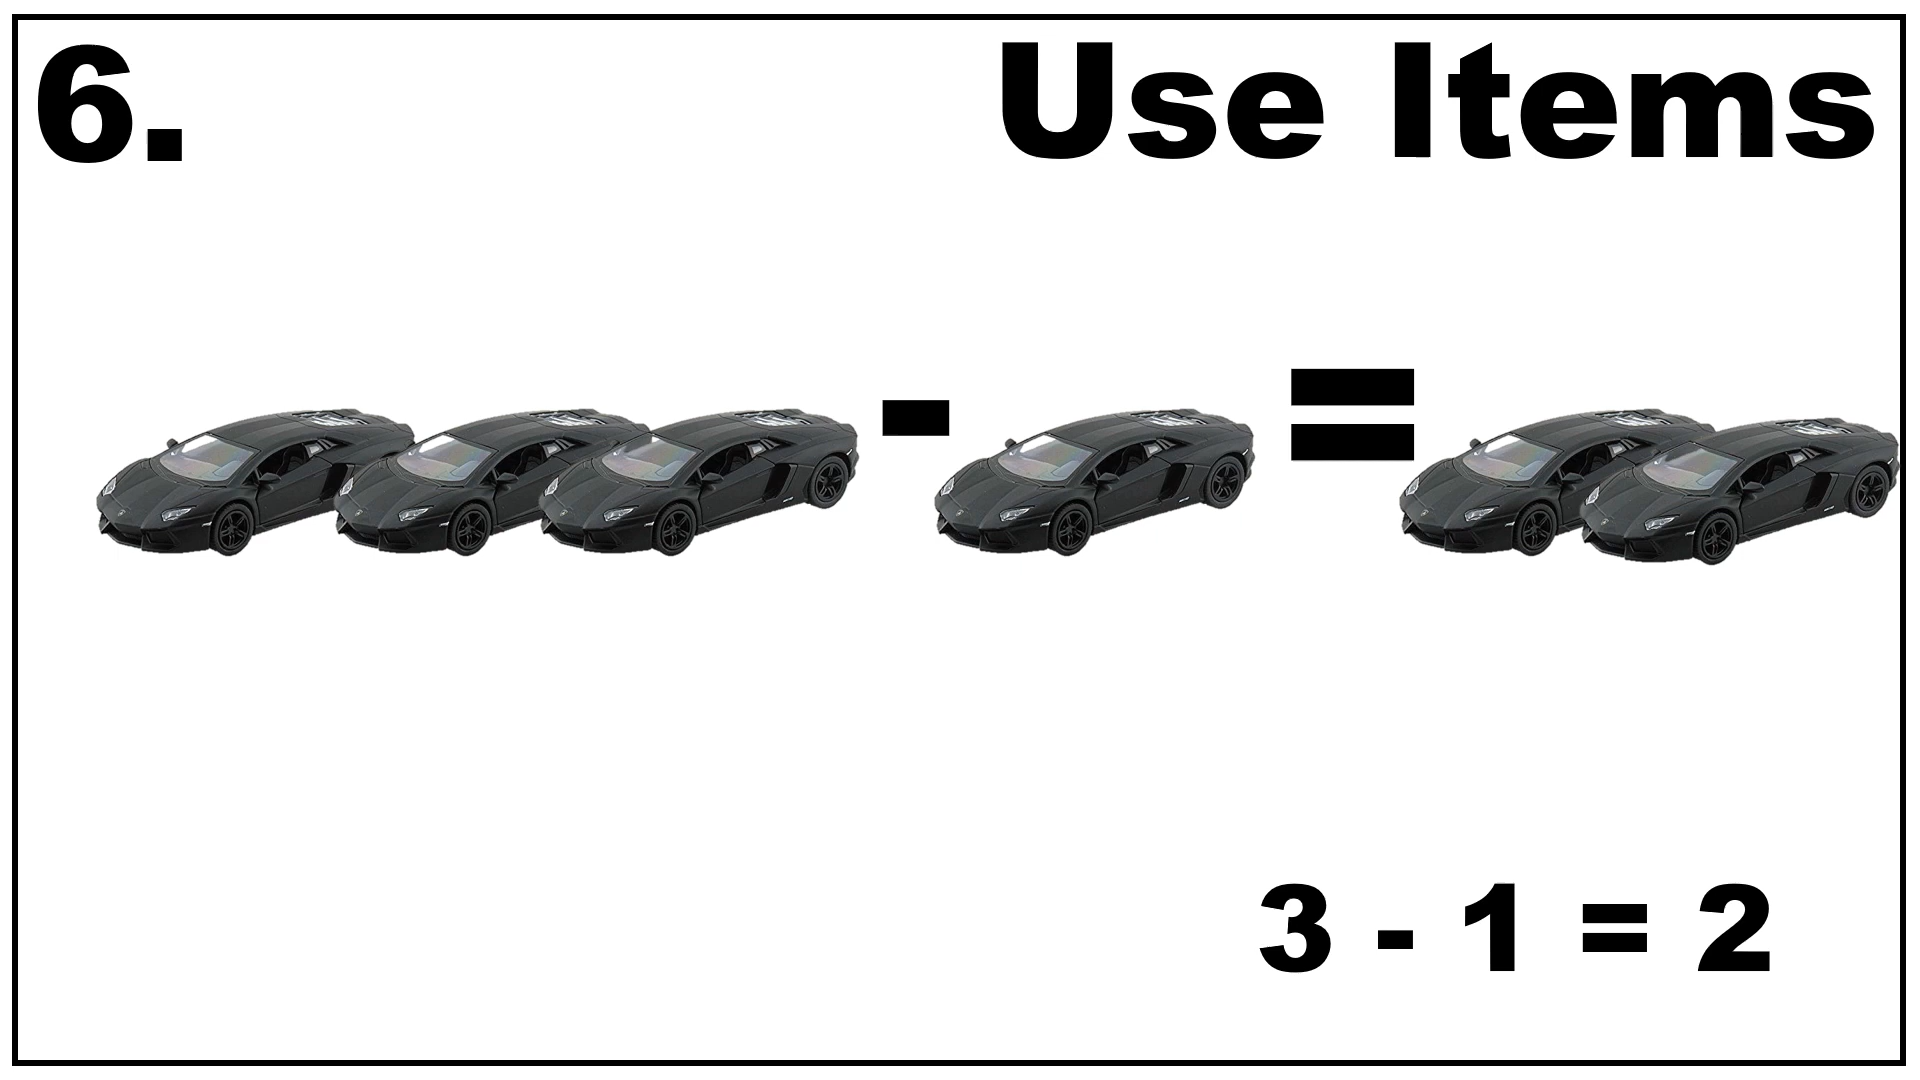 6.
Use Items
- =
3 - 1 = 2